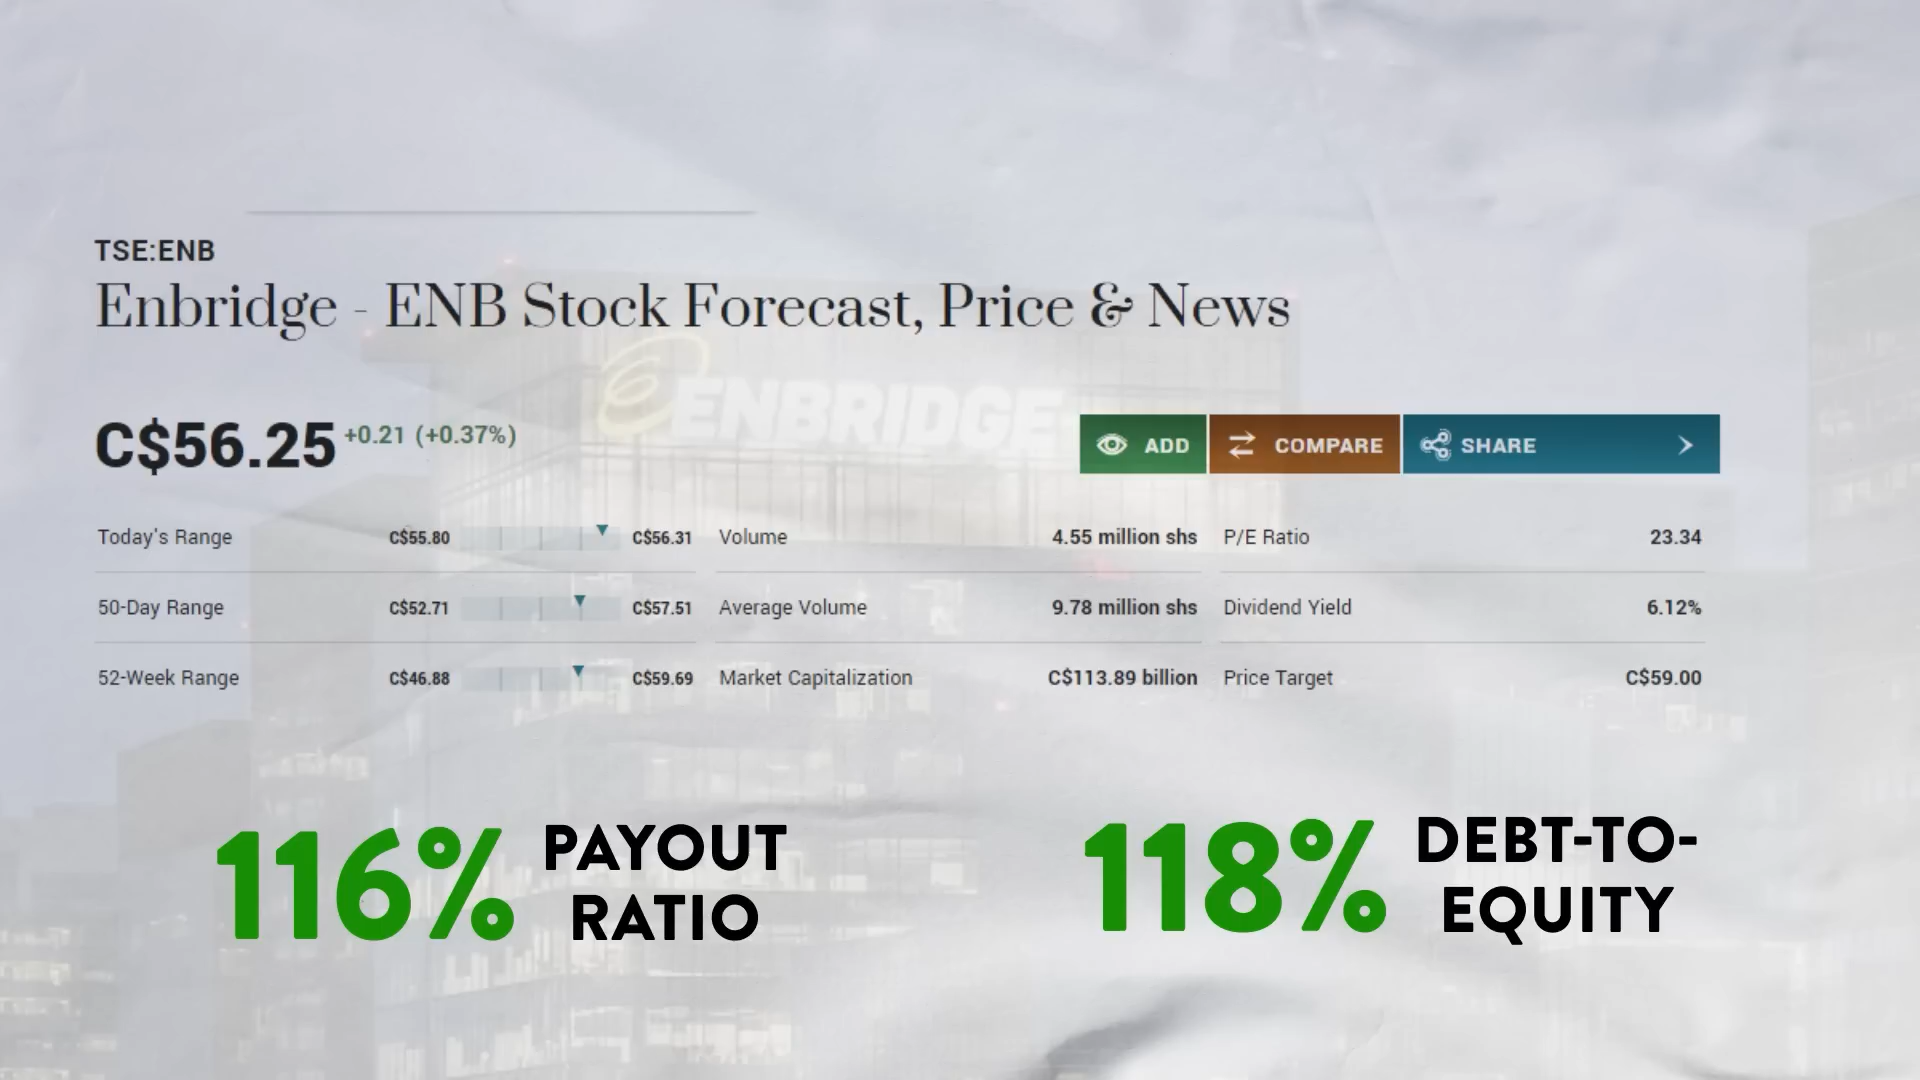 TSE:ENB
Enbridge - ENB Stock Forecast, Price & News
ENBRIDGE
C$56.25 +0.21 (+0.37%)
ADD COMPARE SHARE
Today's Range C$55.80 C$56.31 Volume 4.55 million shs P/E Ratio 23.34
50-Day Range C$52.71 C$57.51 Average Volume 9.78 million shs Dividend Yield 6.12%
52-Week Range C$46.88 C$59.69 Market Capitalization C$113.89 billion Price Target C$59.00
116% PAYOUT
RATIO
118% DEBT-TO-
EQUITY